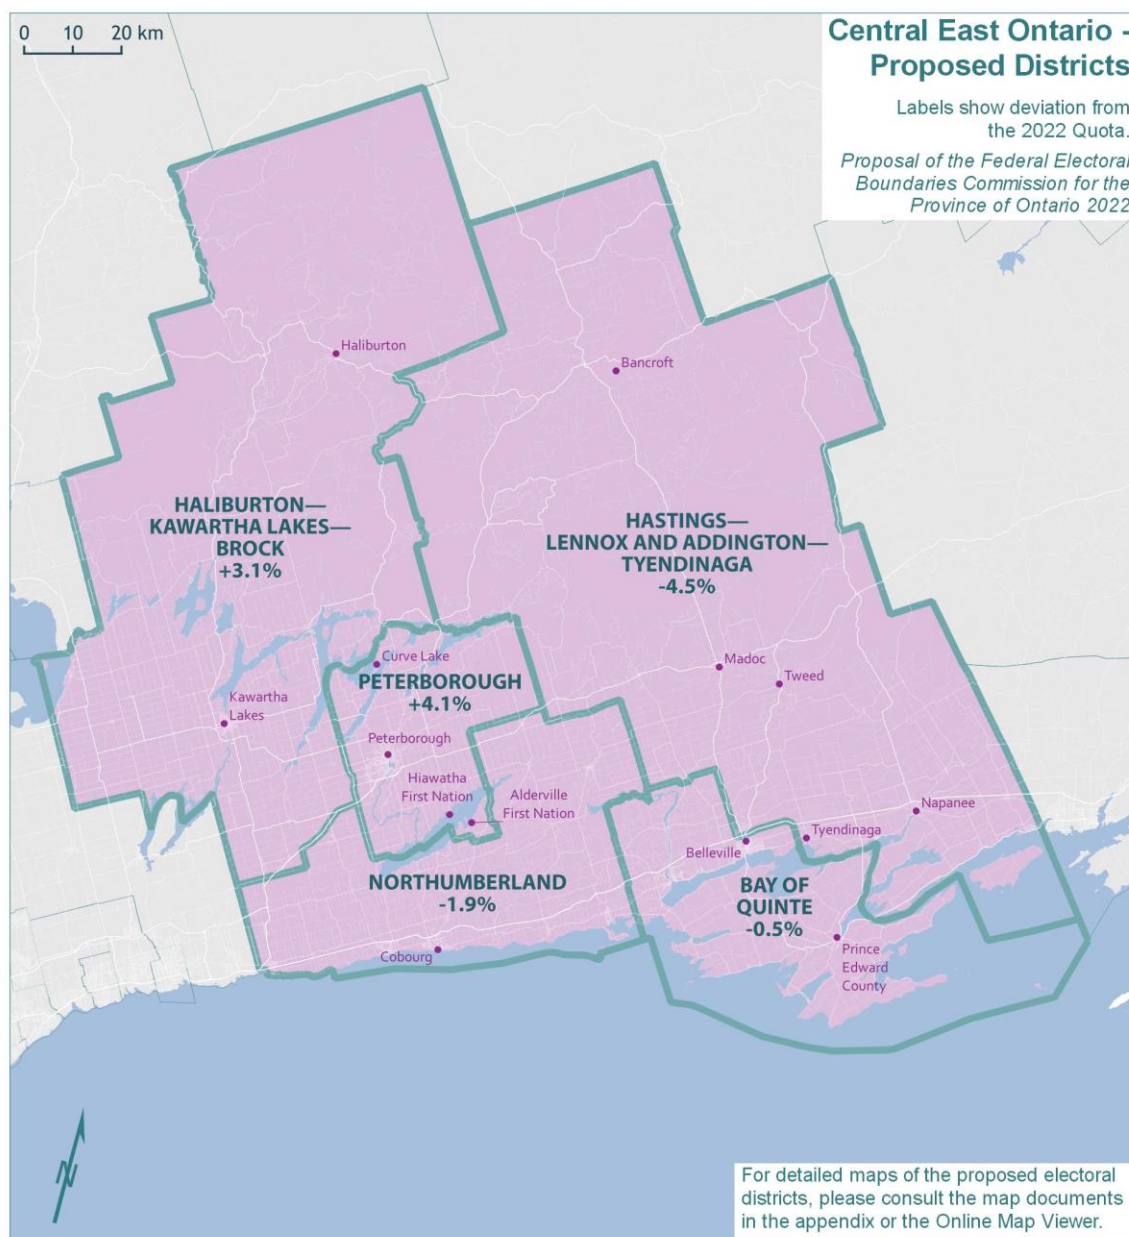 0 10 20 km
Central East Ontario -
Proposed Districts
Labels show deviation from
the 2022 Quota.
Proposal of the Federal Electoral
Boundaries Commission for the
Province of Ontario 2022
Haliburton
Bancroft
HALIBURTON—
KAWARTHA LAKES—
BROCK
+3.1%
HASTINGS—
LENNOX AND ADDINGTON—
TYENDINAGA
-4.5%
Curve Lake
PETERBOROUGH
+4.1%
Madoc
Tweed
Kawartha
Lakes
Peterborough
Hiawatha
First Nation
Alderville
First Nation
Napanee
Tyendinaga
Belleville
NORTHUMBERLAND
-1.9%
BAY OF
QUINTE
-0.5%
Cobourg
Prince
Edward
County
N
For detailed maps of the proposed electoral
districts, please consult the map documents
in the appendix or the Online Map Viewer.